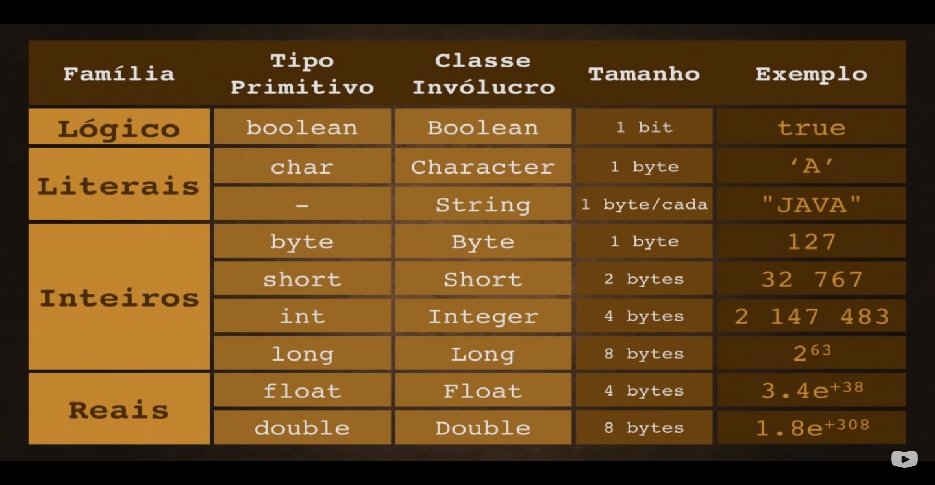 Família Tipo Primitivo Classe Invólucro Tamanho Exemplo
Lógico boolean Boolean 1 bit true
Literais char Character 1 byte ‘A’
– String 1 byte/cada "JAVA"
Inteiros byte Byte 1 byte 127
short Short 2 bytes 32 767
int Integer 4 bytes 2 147 483
long Long 8 bytes 2⁶³
Reais float Float 4 bytes 3.4e⁺³⁸
double Double 8 bytes 1.8e⁺³⁰⁸